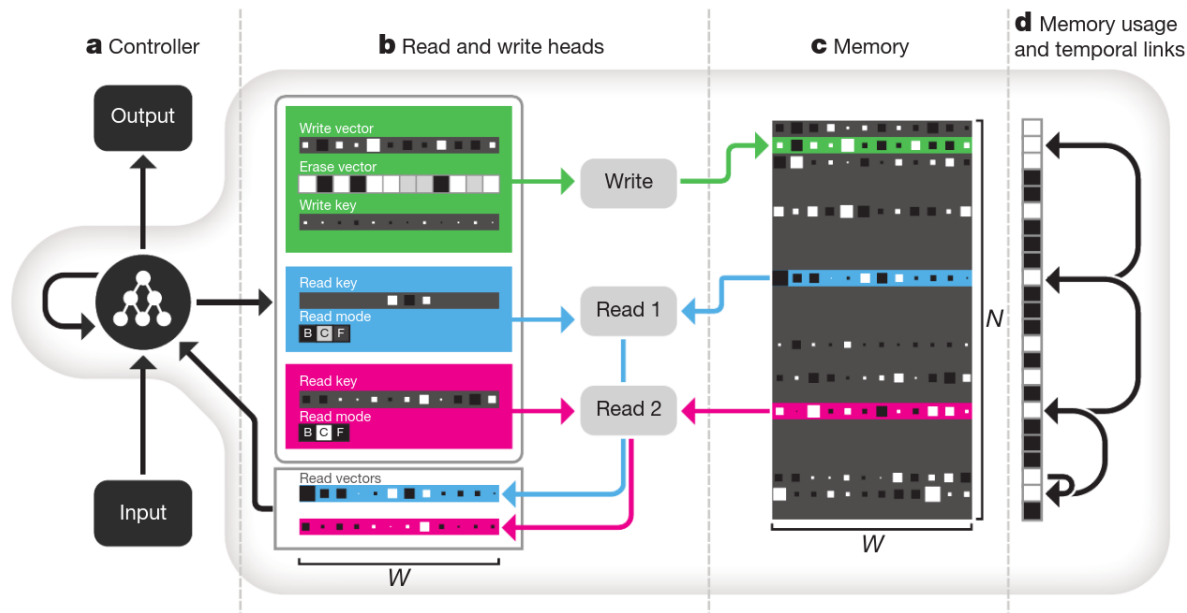 a Controller
b Read and write heads
c Memory
d Memory usage
and temporal links
Output
Input
Write vector
Erase vector
Write key
Read key
Read mode
B C F
Read key
Read mode
B C F
Read vectors
W
Write
Read 1
Read 2
N
W